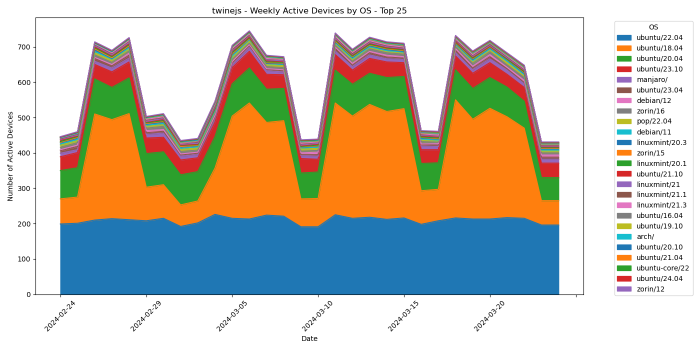 twinejs - Weekly Active Devices by OS - Top 25
Number of Active Devices
700
600
500
400
300
200
100
0
2024-02-24
2024-02-29
2024-03-05
2024-03-10
2024-03-15
2024-03-20
Date
OS
ubuntu/22.04
ubuntu/18.04
ubuntu/20.04
ubuntu/23.10
manjaro/
ubuntu/23.04
debian/12
zorin/16
pop/22.04
debian/11
linuxmint/20.3
zorin/15
linuxmint/20.1
ubuntu/21.10
linuxmint/21
linuxmint/21.1
linuxmint/21.3
ubuntu/16.04
ubuntu/19.10
arch/
ubuntu/20.10
ubuntu/21.04
ubuntu-core/22
ubuntu/24.04
zorin/12